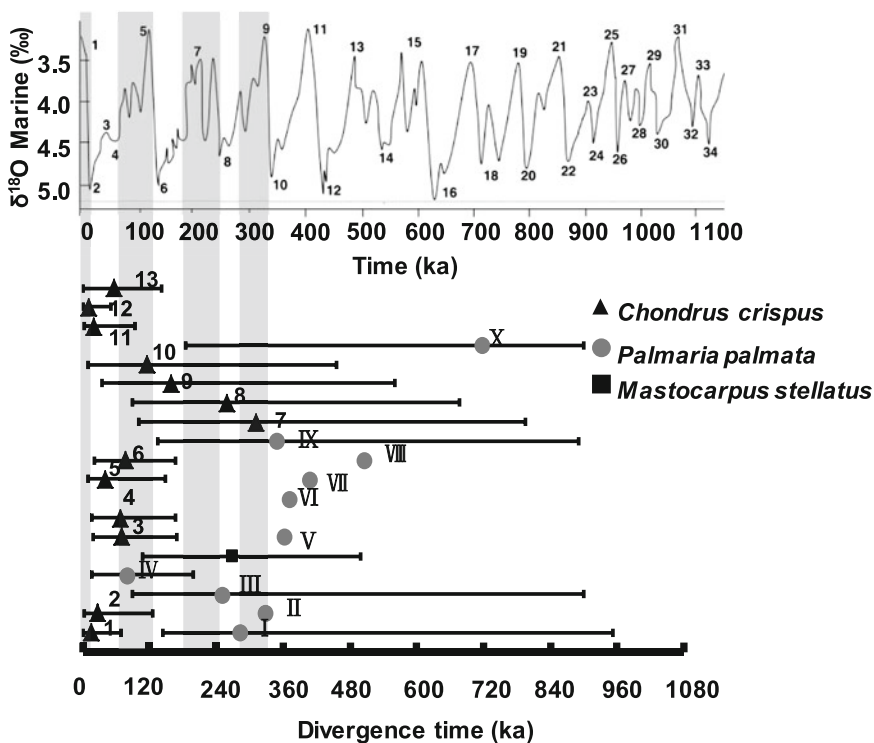 1
5
7
9
11
13
15
17
19
21
23
25
27
29
31
33
3
4
2
6
8
10
12
14
16
18
20
22
24
26
28
30
32
34
δ18O Marine (‰)
3.5
4.0
4.5
5.0
0 100 200 300 400 500 600 700 800 900 1000 1100
Time (ka)
13
12
11
X
10
9
8
7
IX
6
VIII
5
VII
VI
4
3
V
IV
III
2
II
1
I
Chondrus crispus
Palmaria palmata
Mastocarpus stellatus
0 120 240 360 480 600 720 840 960 1080
Divergence time (ka)